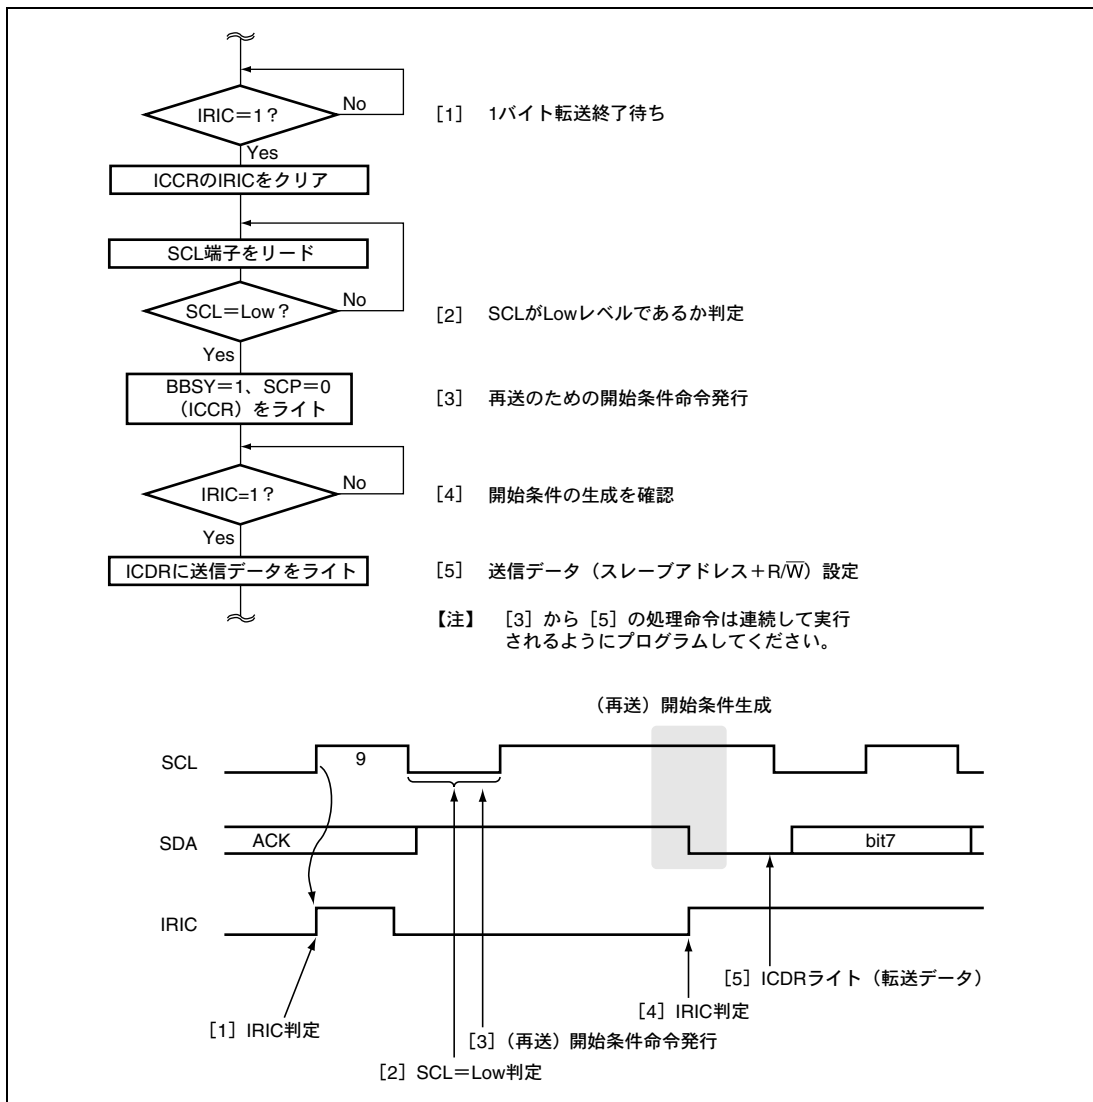 IRIC＝1？
No
［1］ 1バイト転送終了待ち
Yes
ICCRのIRICをクリア
SCL端子をリード
SCL＝Low？
No
［2］ SCLがLowレベルであるか判定
Yes
BBSY＝1、SCP＝0
（ICCR）をライト
［3］ 再送のための開始条件命令発行
IRIC=1？
No
［4］ 開始条件の生成を確認
Yes
ICDRに送信データをライト
［5］ 送信データ（スレーブアドレス＋R/W̅）設定
【注】 ［3］から［5］の処理命令は連続して実行
されるようにプログラムしてください。
（再送）開始条件生成
SCL
9
SDA
ACK
bit7
IRIC
［5］ICDRライト（転送データ）
［4］IRIC判定
［1］IRIC判定
［3］（再送）開始条件命令発行
［2］SCL＝Low判定